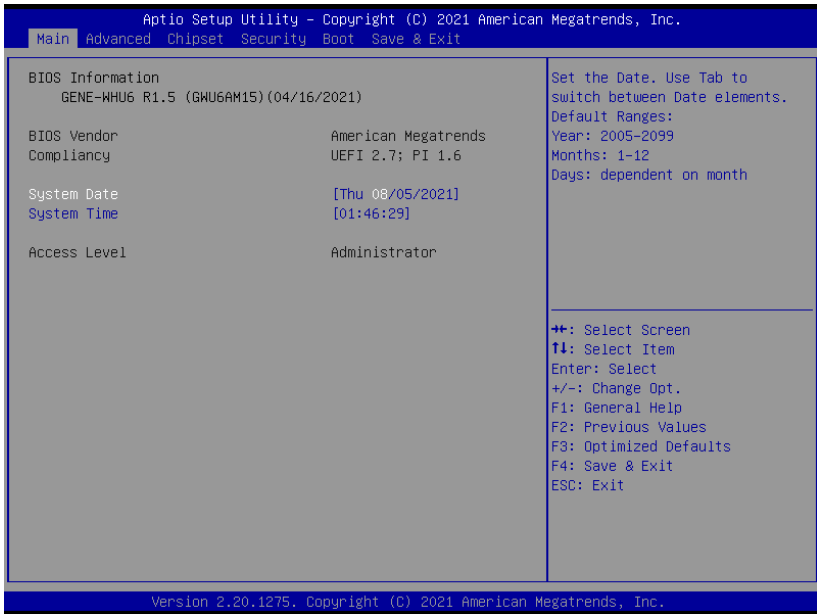 Aptio Setup Utility – Copyright (C) 2021 American Megatrends, Inc.
Main Advanced Chipset Security Boot Save & Exit
BIOS Information
GENE-WHU6 R1.5 (GWU6AM15)(04/16/2021)
BIOS Vendor American Megatrends
Compliancy UEFI 2.7; PI 1.6
System Date [Thu 08/05/2021]
System Time [01:46:29]
Access Level Administrator
Set the Date. Use Tab to
switch between Date elements.
Default Ranges:
Year: 2005-2099
Months: 1-12
Days: dependent on month
→←: Select Screen
↑↓: Select Item
Enter: Select
+/-: Change Opt.
F1: General Help
F2: Previous Values
F3: Optimized Defaults
F4: Save & Exit
ESC: Exit
Version 2.20.1275. Copyright (C) 2021 American Megatrends, Inc.